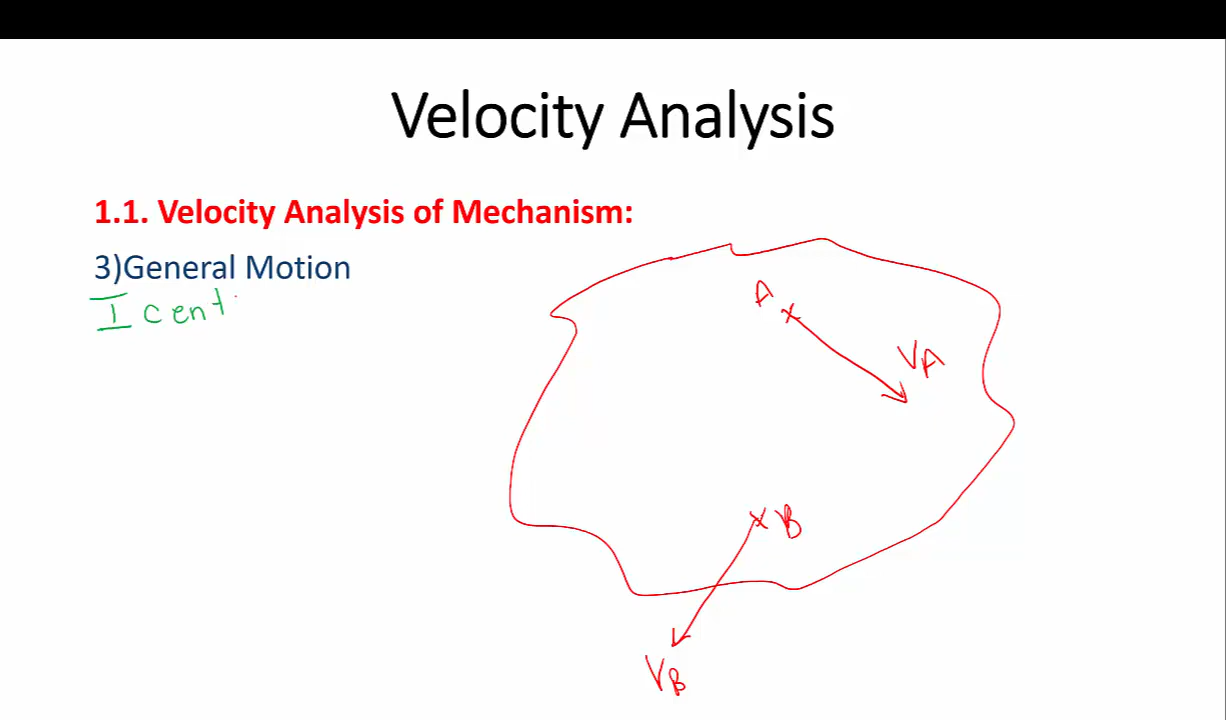 Velocity Analysis
1.1. Velocity Analysis of Mechanism:
3)General Motion
I cent
A
VA
B
VB